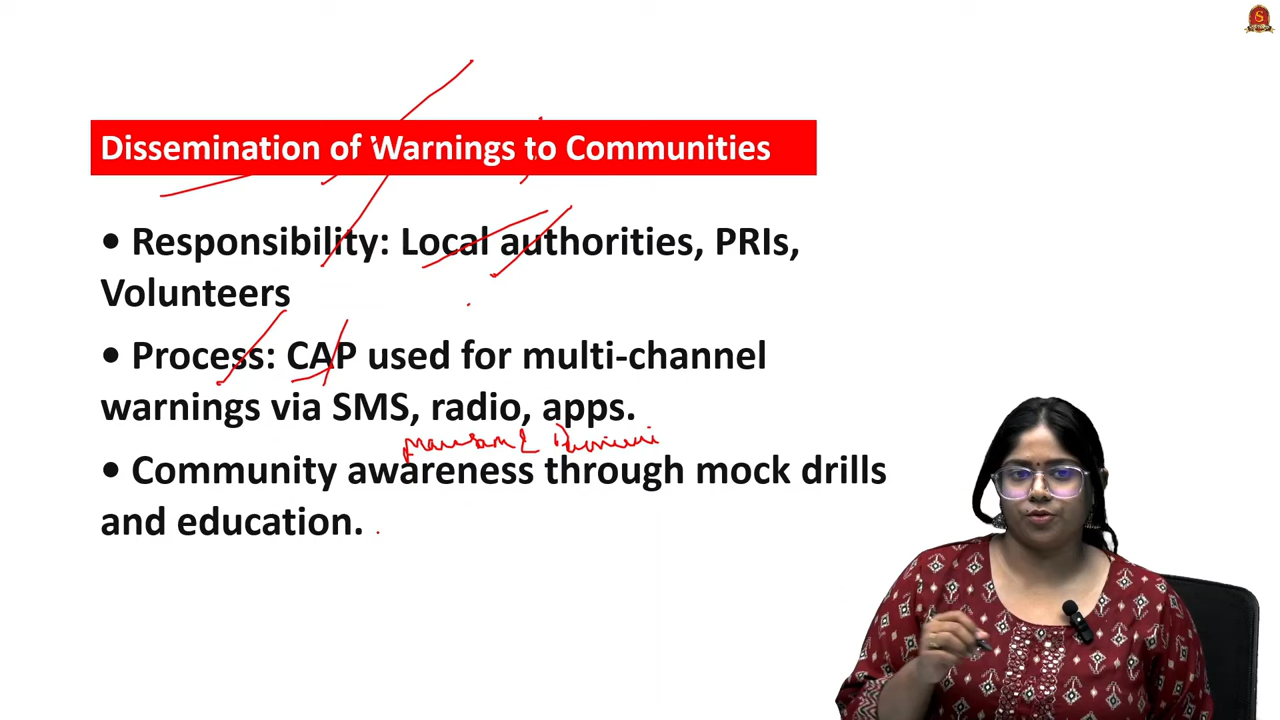 Dissemination of Warnings to Communities
• Responsibility: Local authorities, PRIs,
Volunteers
• Process: CAP used for multi-channel
warnings via SMS, radio, apps.
• Community awareness through mock drills
and education.